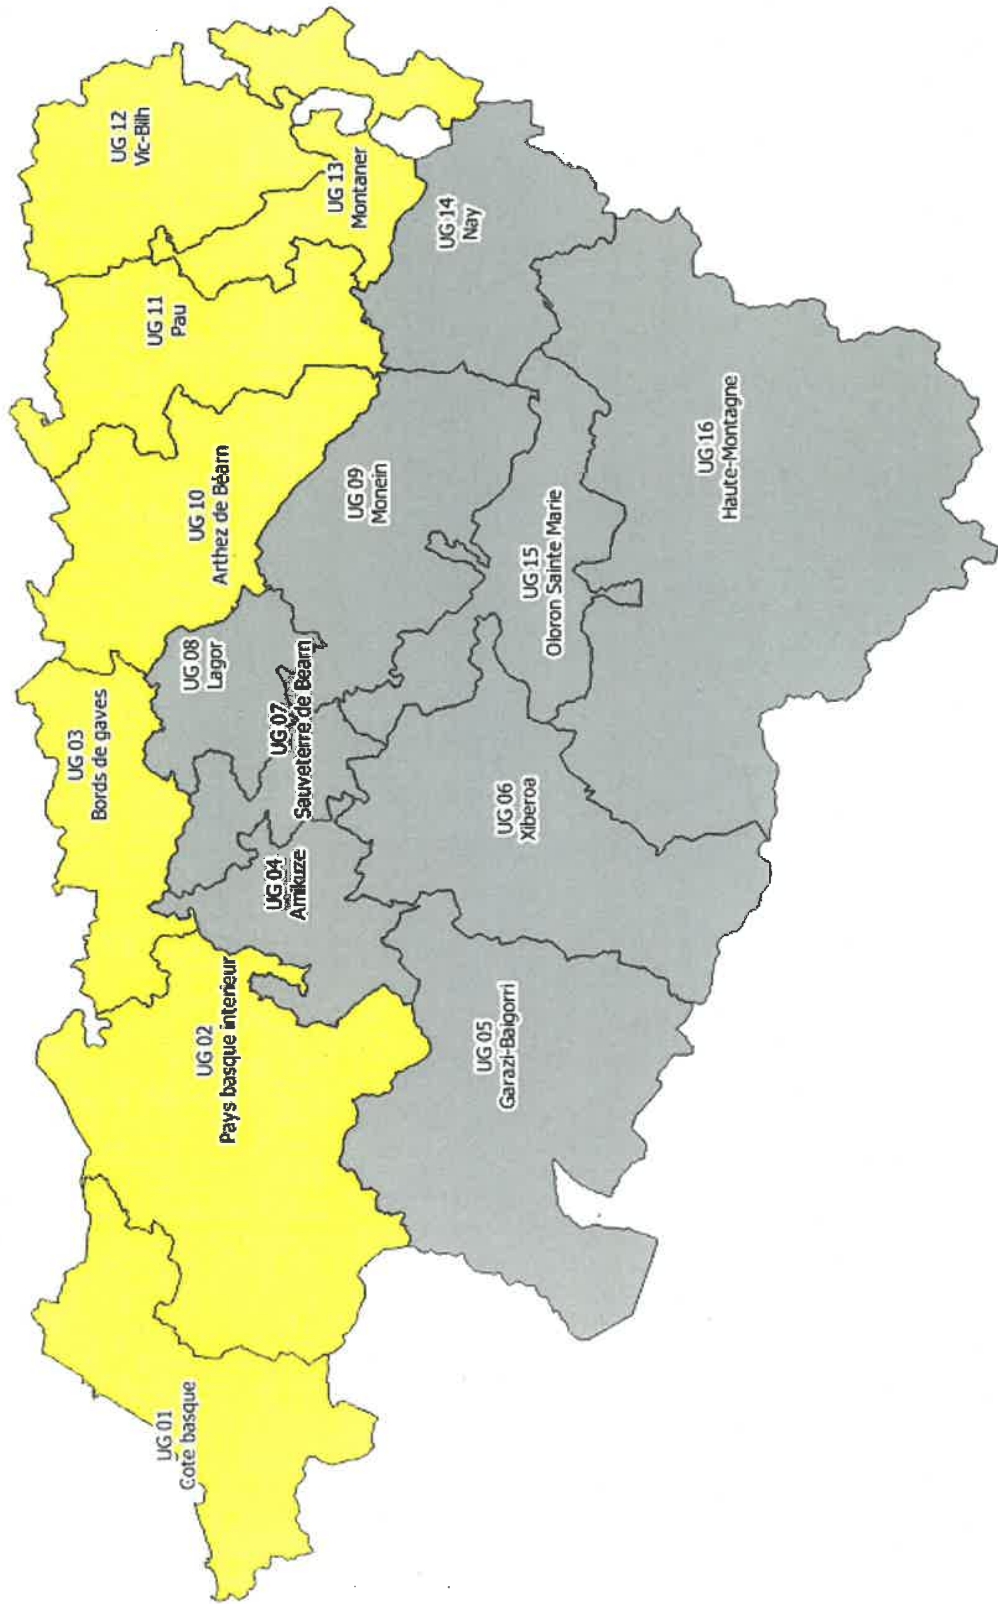 UG 01
Cote basque
UG 02
Pays basque interieur
UG 03
Bords de gaves
UG 04
Amikuze
UG 05
Garazi-Baigorri
UG 06
Xiberoa
UG 07
Sauveterre de Béarn
UG 08
Lagor
UG 09
Monein
UG 10
Arthez de Béarn
UG 11
Pau
UG 12
Vic-Bilh
UG 13
Montaner
UG 14
Nay
UG 15
Oloron Sainte Marie
UG 16
Haute-Montagne